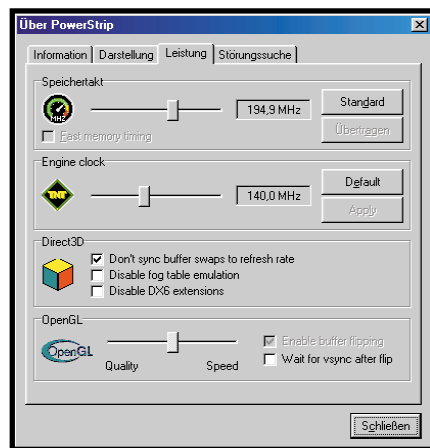 Über PowerStrip
Information Darstellung Leistung Störungssuche
Speichertakt
MHz 194,9 MHz Standard
Fast memory timing Übertragen
Engine clock
TNT 140,0 MHz Default
Apply
Direct3D
Don't sync buffer swaps to refresh rate
Disable fog table emulation
Disable DX6 extensions
OpenGL
OpenGL Enable buffer flipping
Quality Speed Wait for vsync after flip
Schließen